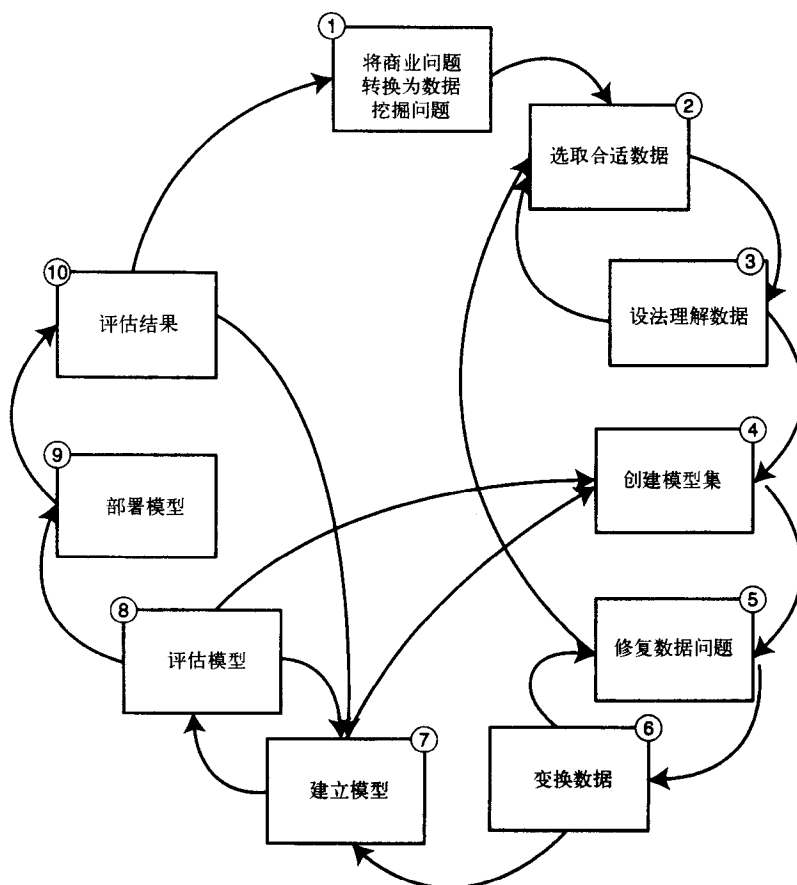 ①
将商业问题
转换为数据
挖掘问题
②
选取合适数据
③
设法理解数据
④
创建模型集
⑤
修复数据问题
⑥
变换数据
⑦
建立模型
⑧
评估模型
⑨
部署模型
⑩
评估结果